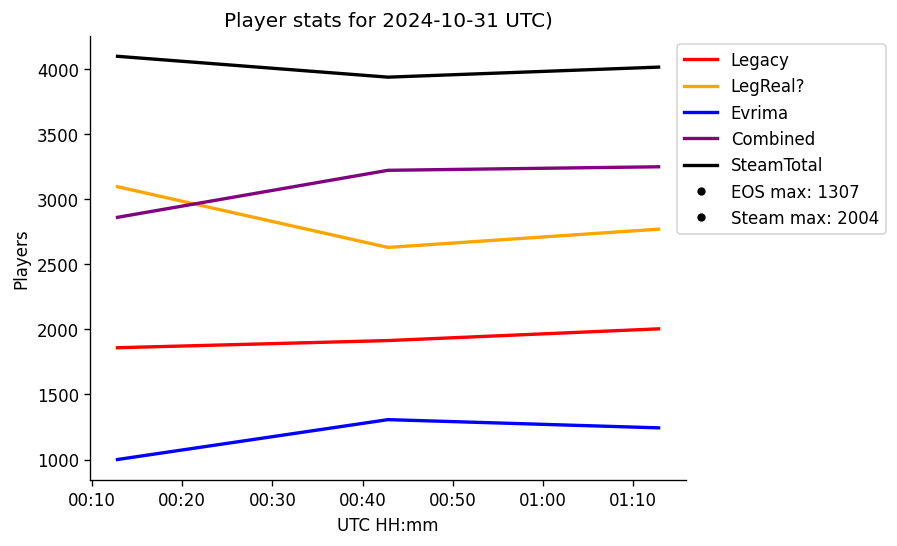 Player stats for 2024-10-31 UTC)
4000
3500
3000
2500
2000
1500
1000
Players
00:10 00:20 00:30 00:40 00:50 01:00 01:10
UTC HH:mm
Legacy
LegReal?
Evrima
Combined
SteamTotal
EOS max: 1307
Steam max: 2004